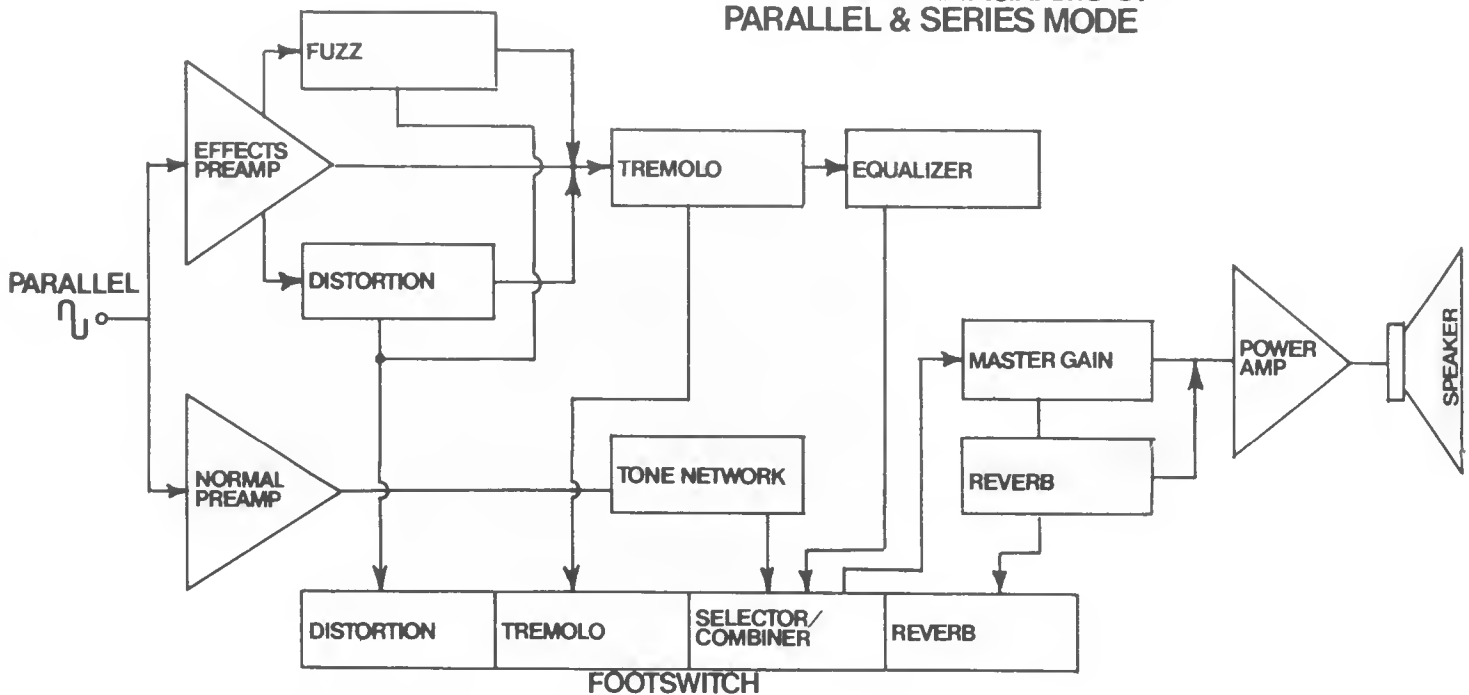 PARALLEL & SERIES MODE
FUZZ
EFFECTS
PREAMP
TREMOLO
EQUALIZER
DISTORTION
PARALLEL
MASTER GAIN
POWER
AMP
SPEAKER
NORMAL
PREAMP
TONE NETWORK
REVERB
DISTORTION
TREMOLO
SELECTOR/
COMBINER
REVERB
FOOTSWITCH